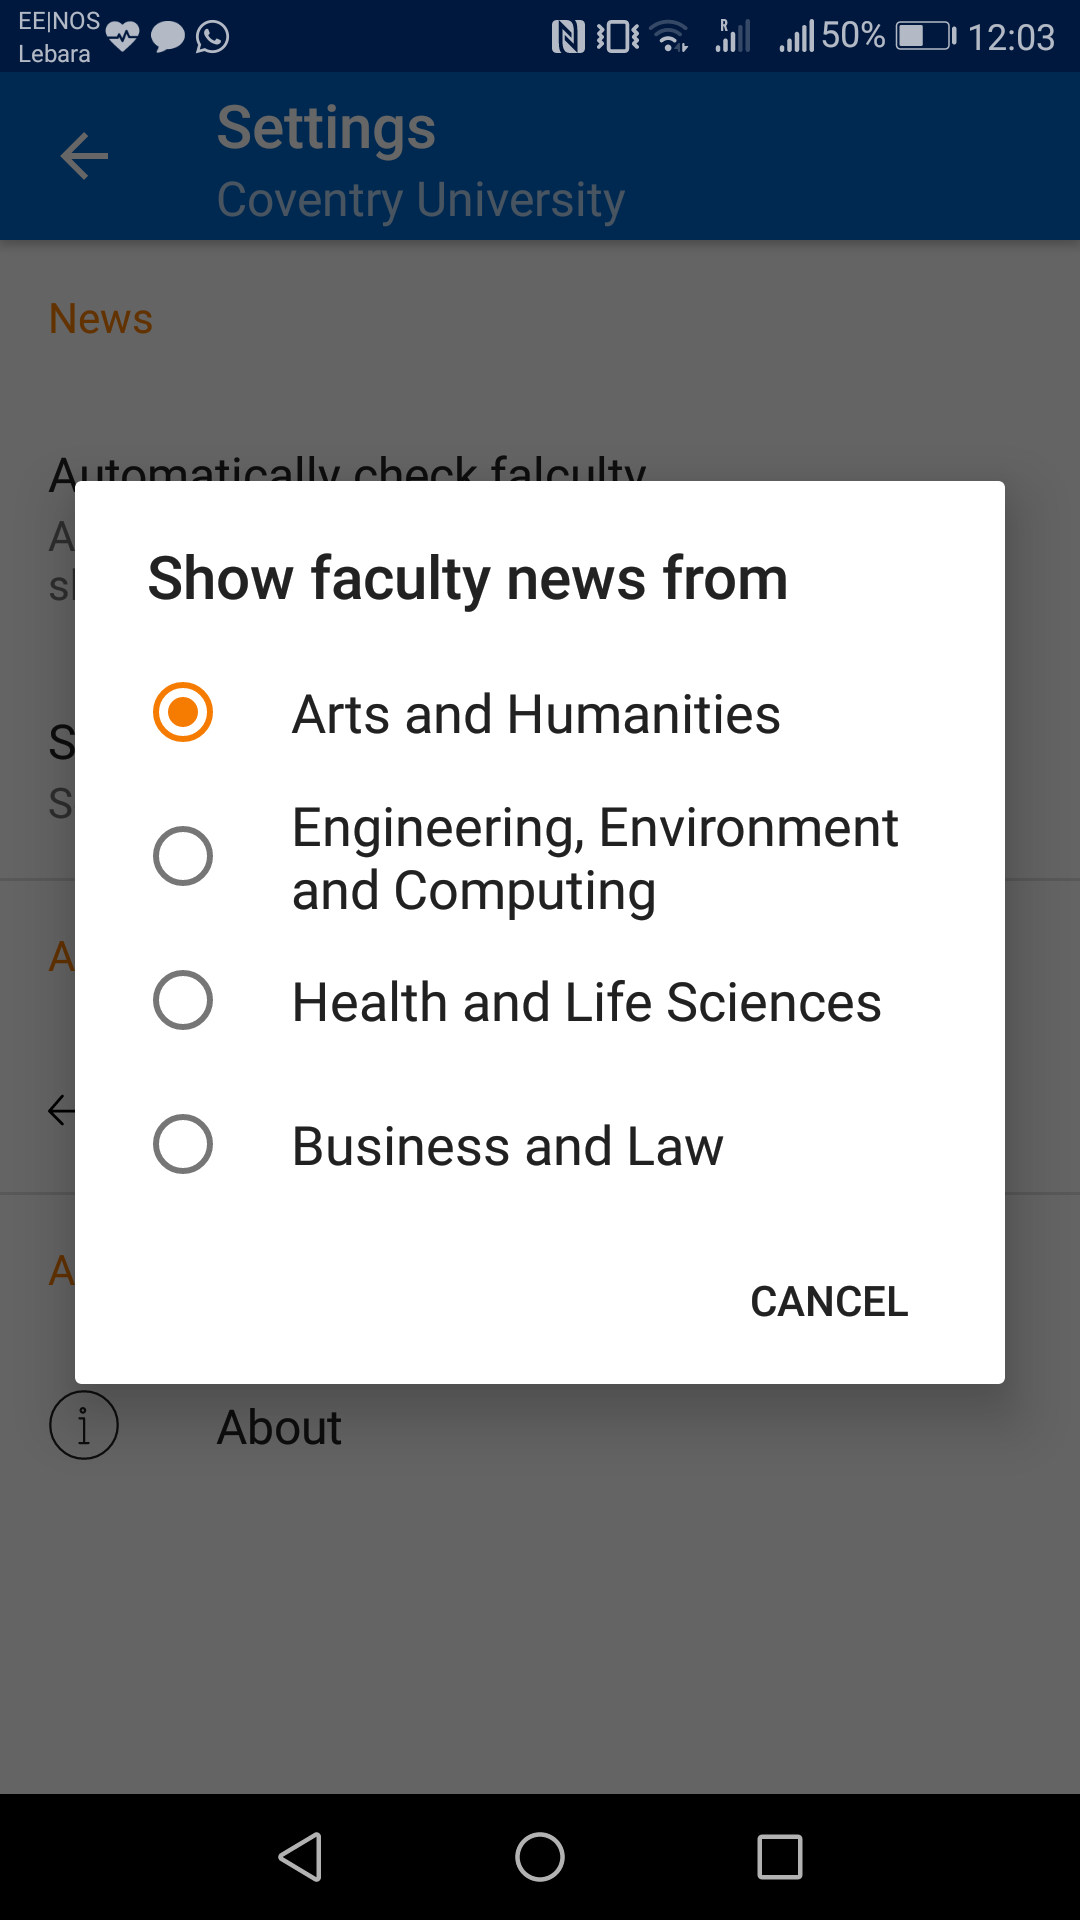 EE|NOS
Lebara
50%
12:03
Settings
Coventry University
News
Automatically check falculty
A
Show faculty news from
Arts and Humanities
Engineering, Environment
and Computing
Health and Life Sciences
Business and Law
CANCEL
S
S
A
A
About